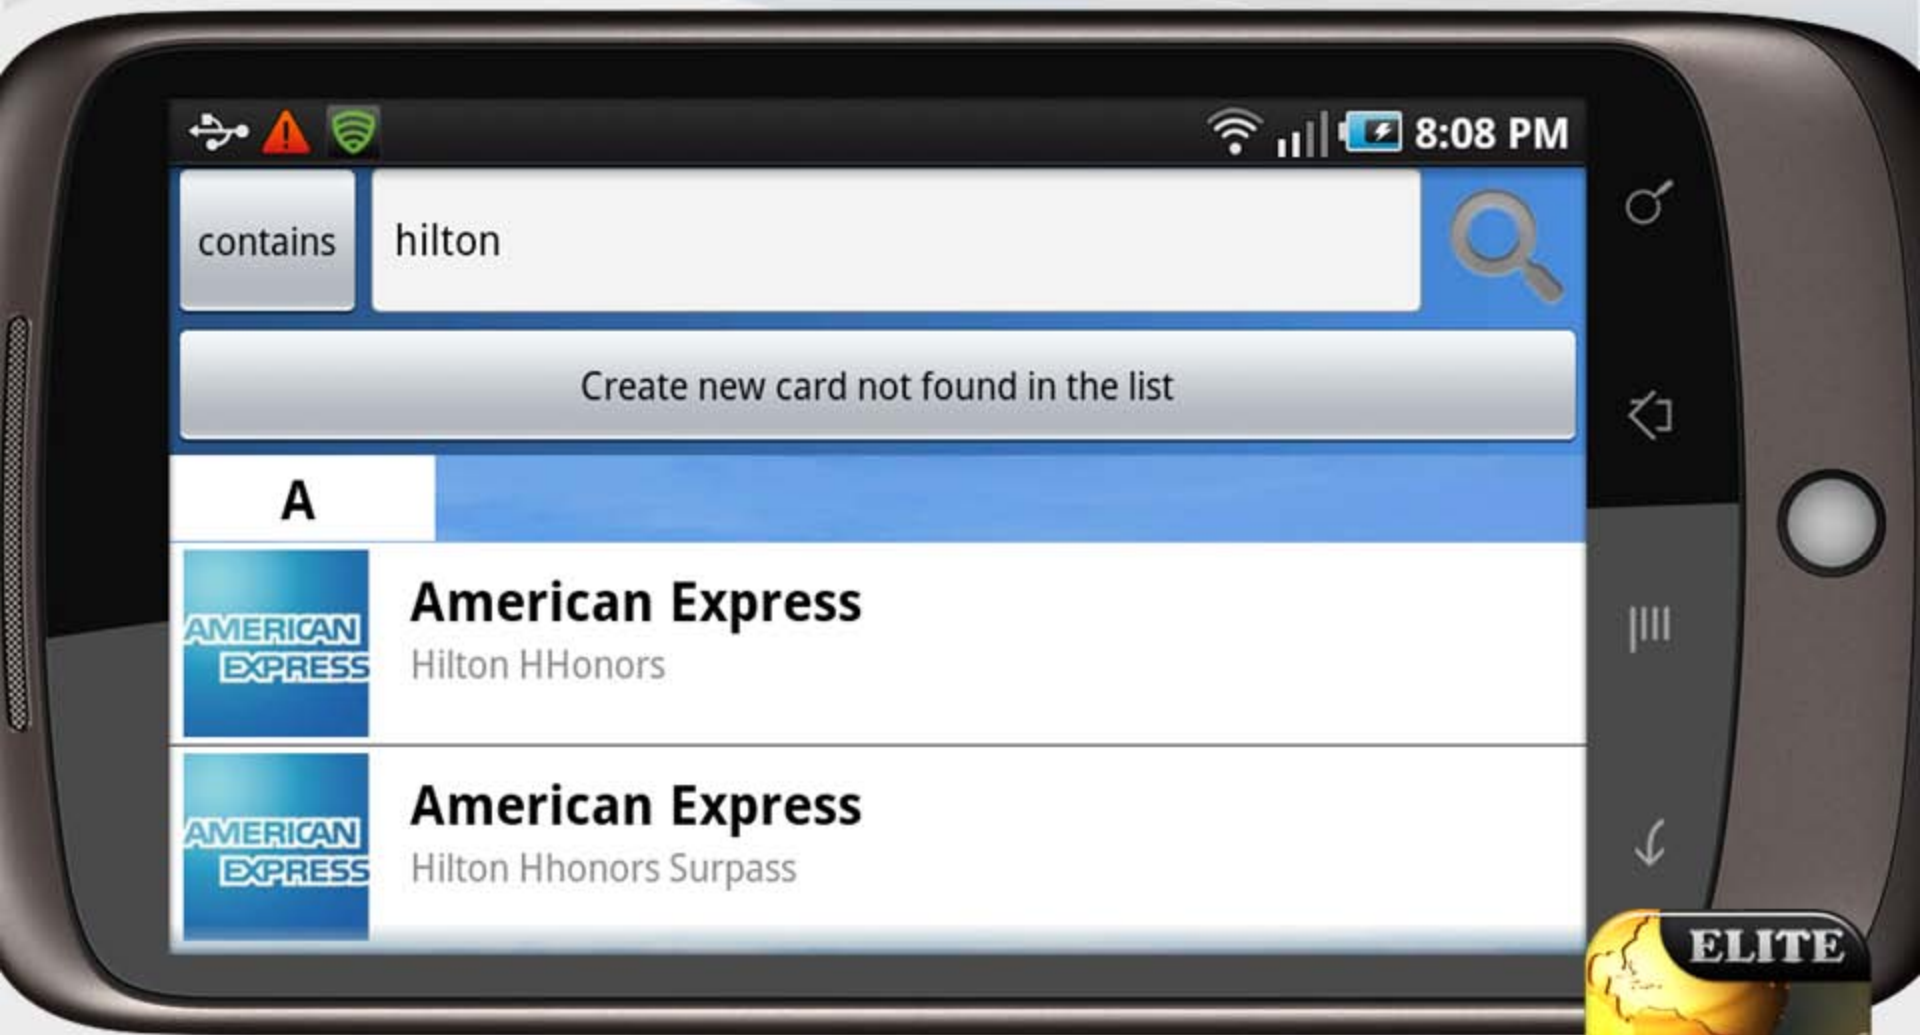 8:08 PM
contains
hilton
Create new card not found in the list
A
AMERICAN
EXPRESS
American Express
Hilton HHonors
AMERICAN
EXPRESS
American Express
Hilton Hhonors Surpass
ELITE